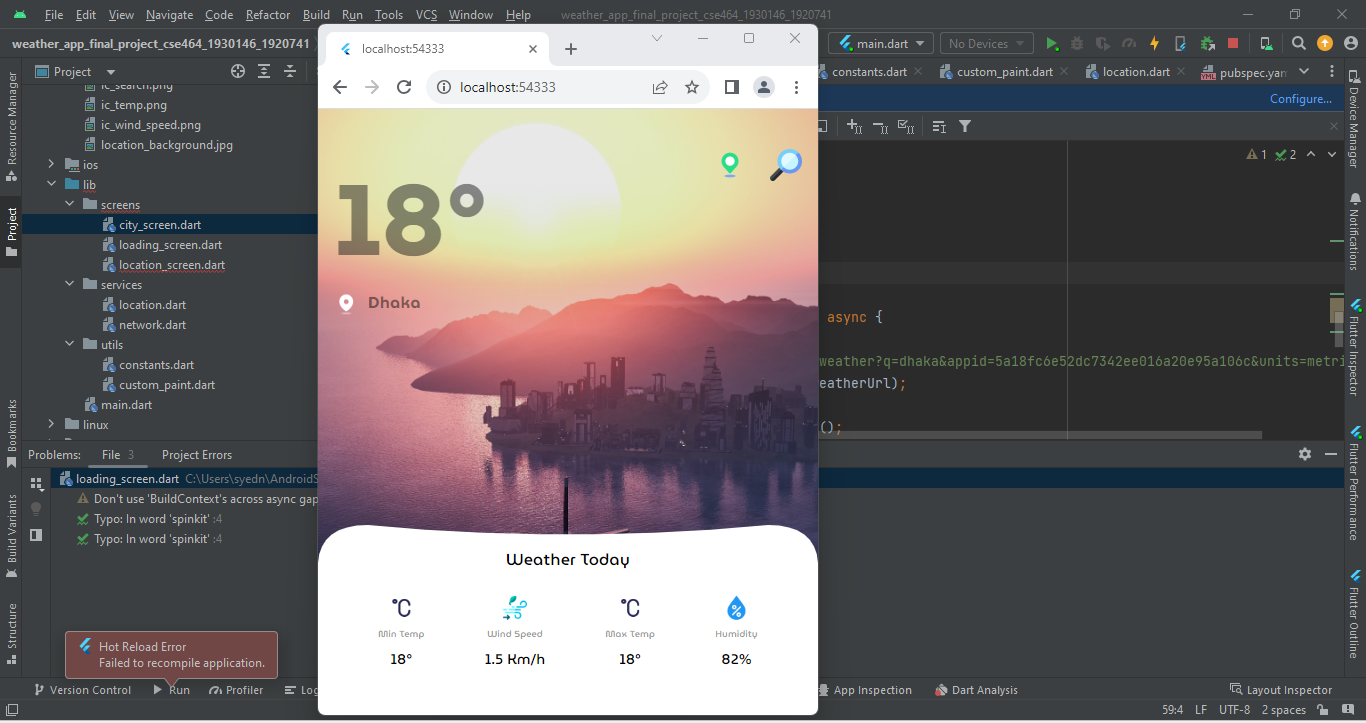 File Edit View Navigate Code Refactor Build Run Tools VCS Window Help weather_app_final_project_cse464_1930146_1920741
weather_app_final_project_cse464_1930146_1920741
main.dart
No Devices
Project
constants.dart
custom_paint.dart
location.dart
pubspec.yan
Configure...
1 2
ic_search.png
ic_temp.png
ic_wind_speed.png
location_background.jpg
ios
lib
screens
city_screen.dart
loading_screen.dart
location_screen.dart
services
location.dart
network.dart
utils
constants.dart
custom_paint.dart
main.dart
linux
Resource Manager
Project
Bookmarks
Build Variants
Structure
localhost:54333
localhost:54333
18°
Dhaka
Weather Today
°C
Min Temp
18°
Wind Speed
1.5 Km/h
°C
Max Temp
18°
%
Humidity
82%
async {
weather?q=dhaka&appid=5a18fc6e52dc7342ee016a20e95a106c&units=metri
eatherUrl);
();
Device Manager
Notifications
Flutter Inspector
Flutter Performance
Flutter Outline
Problems: File 3 Project Errors
loading_screen.dart C:\Users\syedn\AndroidS
Don't use 'BuildContext's across async gap
Typo: In word 'spinkit' :4
Typo: In word 'spinkit' :4
Hot Reload Error
Failed to recompile application.
Version Control Run Profiler Log
App Inspection Dart Analysis Layout Inspector
59:4 LF UTF-8 2 spaces